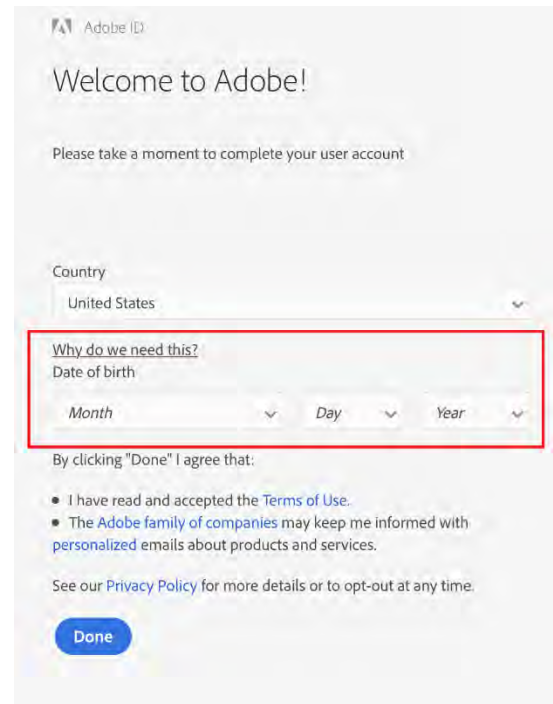 Adobe ID
Welcome to Adobe!
Please take a moment to complete your user account
Country
United States
Why do we need this?
Date of birth
Month Day Year
By clicking "Done" I agree that:
• I have read and accepted the Terms of Use.
• The Adobe family of companies may keep me informed with
personalized emails about products and services.
See our Privacy Policy for more details or to opt-out at any time.
Done